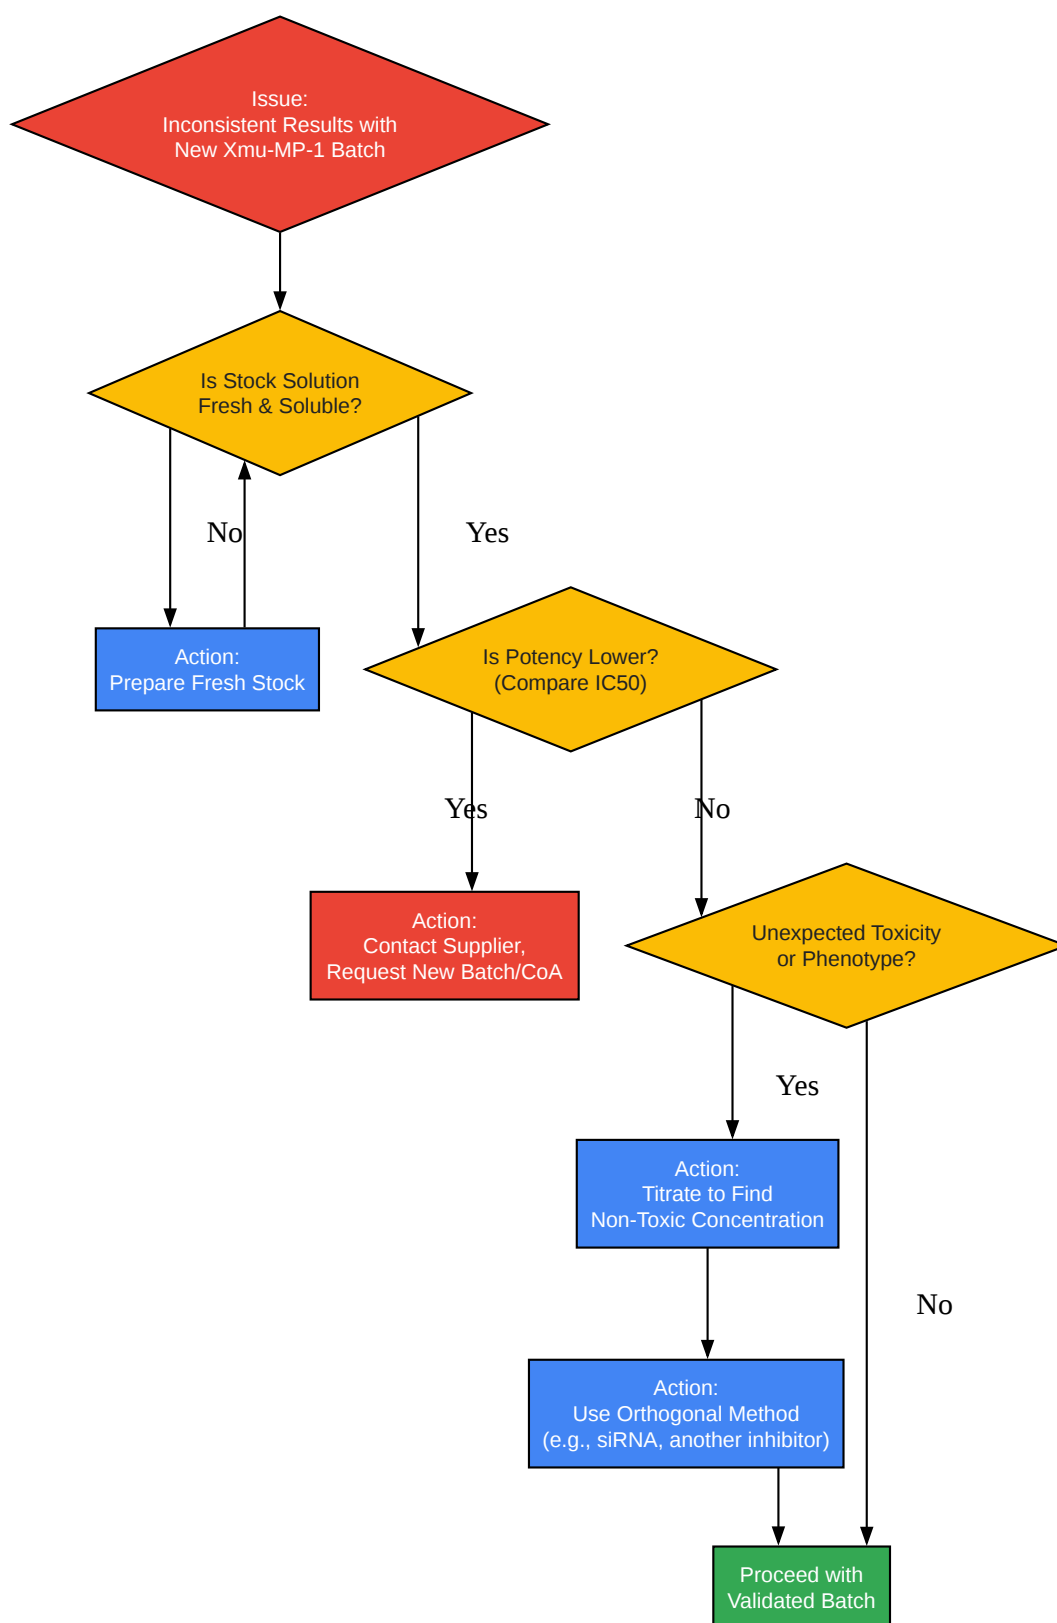 Issue:
Inconsistent Results with
New Xmu-MP-1 Batch
Is Stock Solution
Fresh & Soluble?
No
Yes
Action:
Prepare Fresh Stock
Is Potency Lower?
(Compare IC50)
Yes
No
Action:
Contact Supplier,
Request New Batch/CoA
Unexpected Toxicity
or Phenotype?
Yes
Action:
Titrate to Find
Non-Toxic Concentration
No
Action:
Use Orthogonal Method
(e.g., siRNA, another inhibitor)
Proceed with
Validated Batch